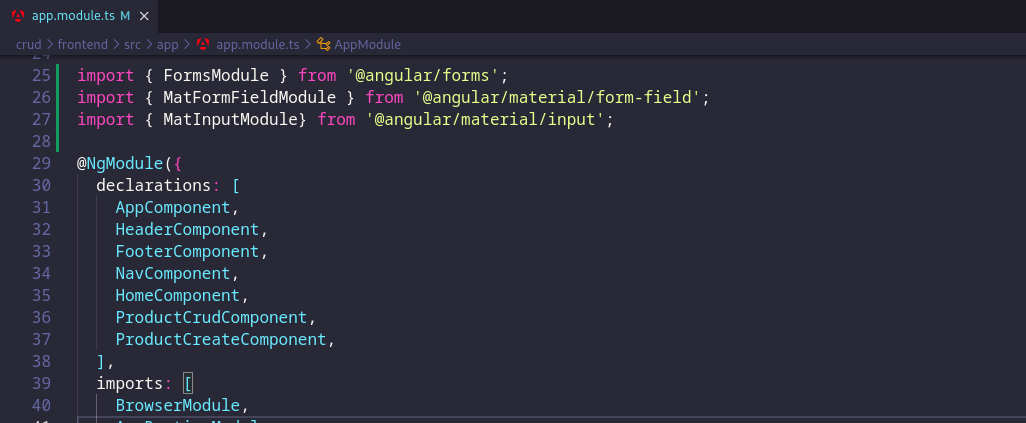 app.module.ts M ×
crud > frontend > src > app > app.module.ts > AppModule
24
25 import { FormsModule } from '@angular/forms';
26 import { MatFormFieldModule } from '@angular/material/form-field';
27 import { MatInputModule} from '@angular/material/input';
28
29 @NgModule({
30 declarations: [
31 AppComponent,
32 HeaderComponent,
33 FooterComponent,
34 NavComponent,
35 HomeComponent,
36 ProductCrudComponent,
37 ProductCreateComponent,
38 ],
39 imports: [
40 BrowserModule,
41